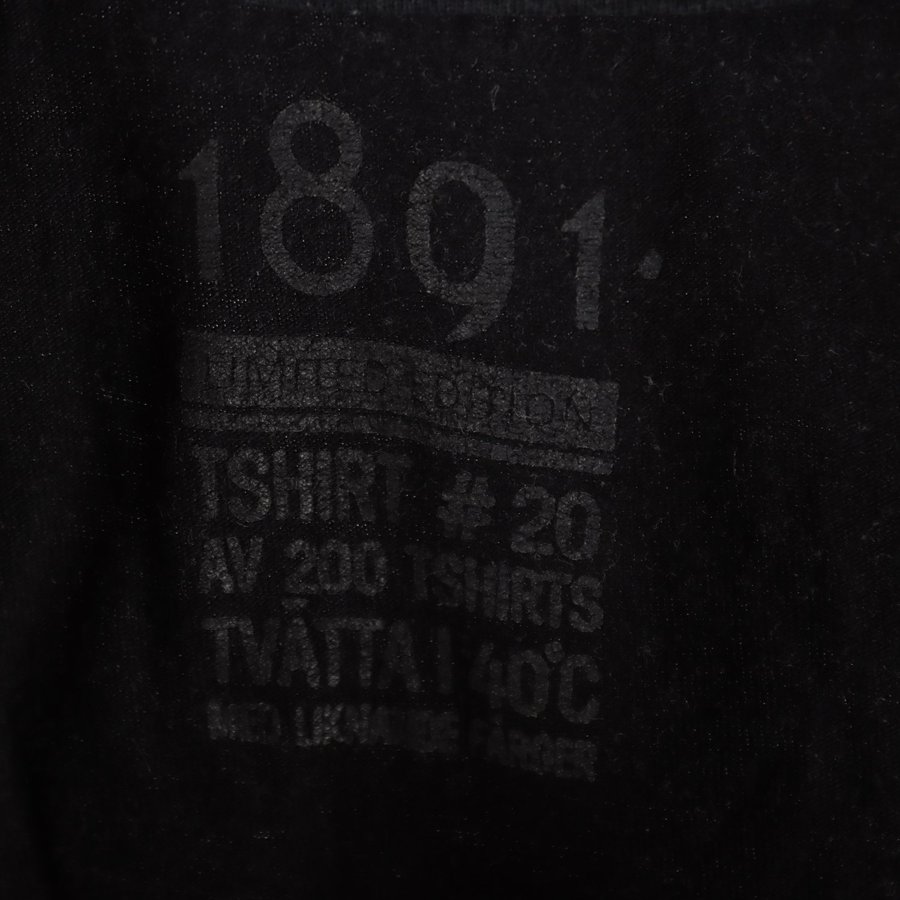 1891.
LIMITED EDITION
TSHIRT # 20
AV 200 TSHIRTS
TVÄTTA I 40°C
MED LIKNANDE FÄRGER